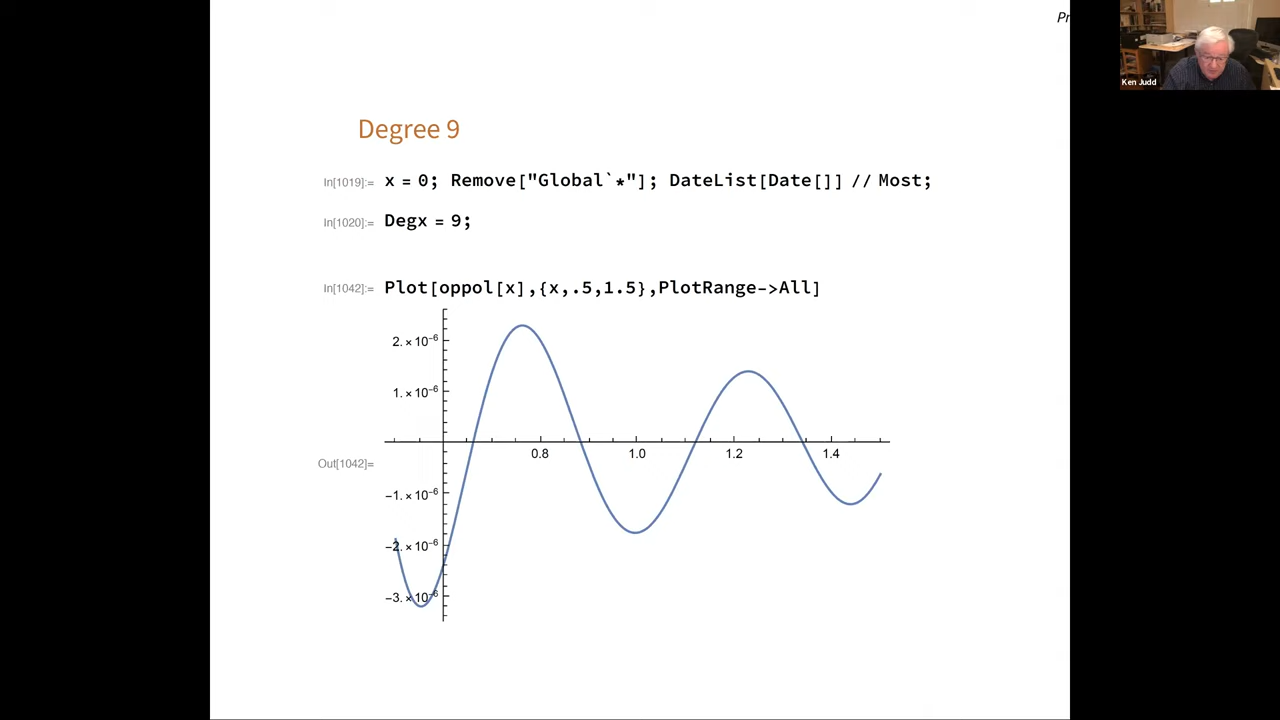 Pr
Ken Judd
Degree 9
In[1019]:= x = 0; Remove["Global`*"]; DateList[Date[]] // Most;
In[1020]:= Degx = 9;
In[1042]:= Plot[oppol[x],{x,.5,1.5},PlotRange->All]
2.×10⁻⁶
1.×10⁻⁶
0.8 1.0 1.2 1.4
Out[1042]=
−1.×10⁻⁶
−2.×10⁻⁶
−3.×10⁻⁶